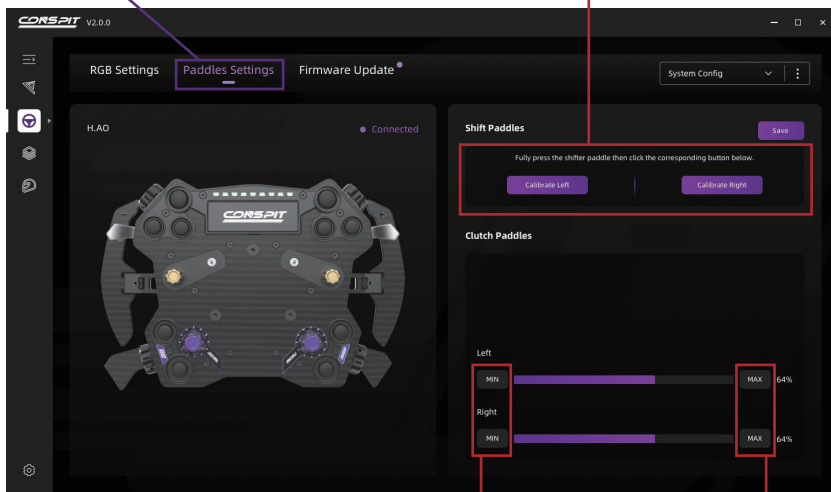 CONSPIT V2.0.0
RGB Settings Paddles Settings Firmware Update
System Config
H.AO
Connected
Shift Paddles
Save
Fully press the shifter paddle then click the corresponding button below.
Calibrate Left
Calibrate Right
CONSPIT
Clutch Paddles
Left
MIN
MAX
64%
Right
MIN
MAX
64%